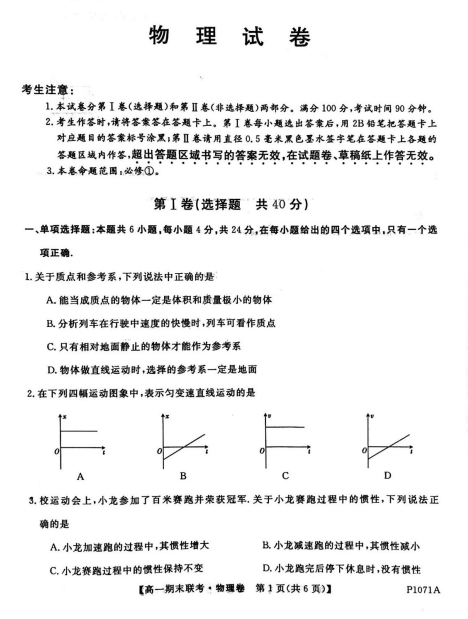 物理试卷
考生注意:
1.本试卷分第Ⅰ卷(选择题)和第Ⅱ卷(非选择题)两部分。满分100分,考试时间90分钟。
2.考生作答时,请将答案答在答题卡上。第Ⅰ卷每小题选出答案后,用2B铅笔把答题卡上
对应题目的答案标号涂黑;第Ⅱ卷请用直径0.5毫米黑色墨水签字笔在答题卡上各题的
答题区域内作答,超出答题区域书写的答案无效,在试题卷、草稿纸上作答无效。
3.本卷命题范围:必修①。
第Ⅰ卷(选择题 共40分)
一、单项选择题:本题共6小题,每小题4分,共24分,在每小题给出的四个选项中,只有一个选
项正确.
1.关于质点和参考系,下列说法中正确的是
A.能当成质点的物体一定是体积和质量极小的物体
B.分析列车在行驶中速度的快慢时,列车可看作质点
C.只有相对地面静止的物体才能作为参考系
D.物体做直线运动时,选择的参考系一定是地面
2.在下列四幅运动图象中,表示匀变速直线运动的是
x x v v
O t O t O t O t
A B C D
3.校运动会上,小龙参加了百米赛跑并荣获冠军.关于小龙赛跑过程中的惯性,下列说法正
确的是
A.小龙加速跑的过程中,其惯性增大 B.小龙减速跑的过程中,其惯性减小
C.小龙赛跑过程中的惯性保持不变 D.小龙跑完后停下休息时,没有惯性
【高一期末联考·物理卷 第1页(共6页)】 P1071A